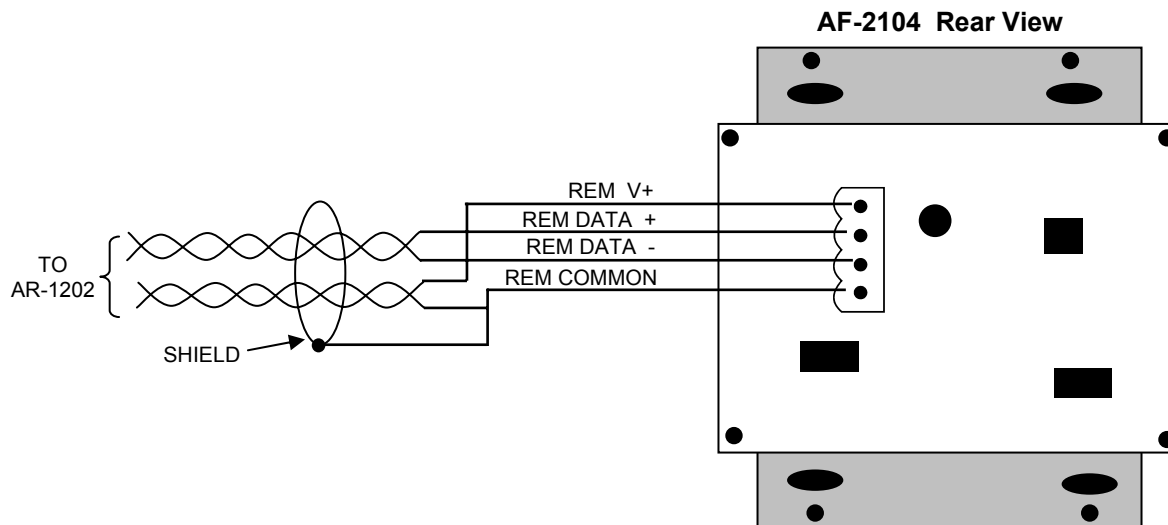 AF-2104 Rear View
REM V+
REM DATA +
REM DATA -
REM COMMON
TO
AR-1202
SHIELD